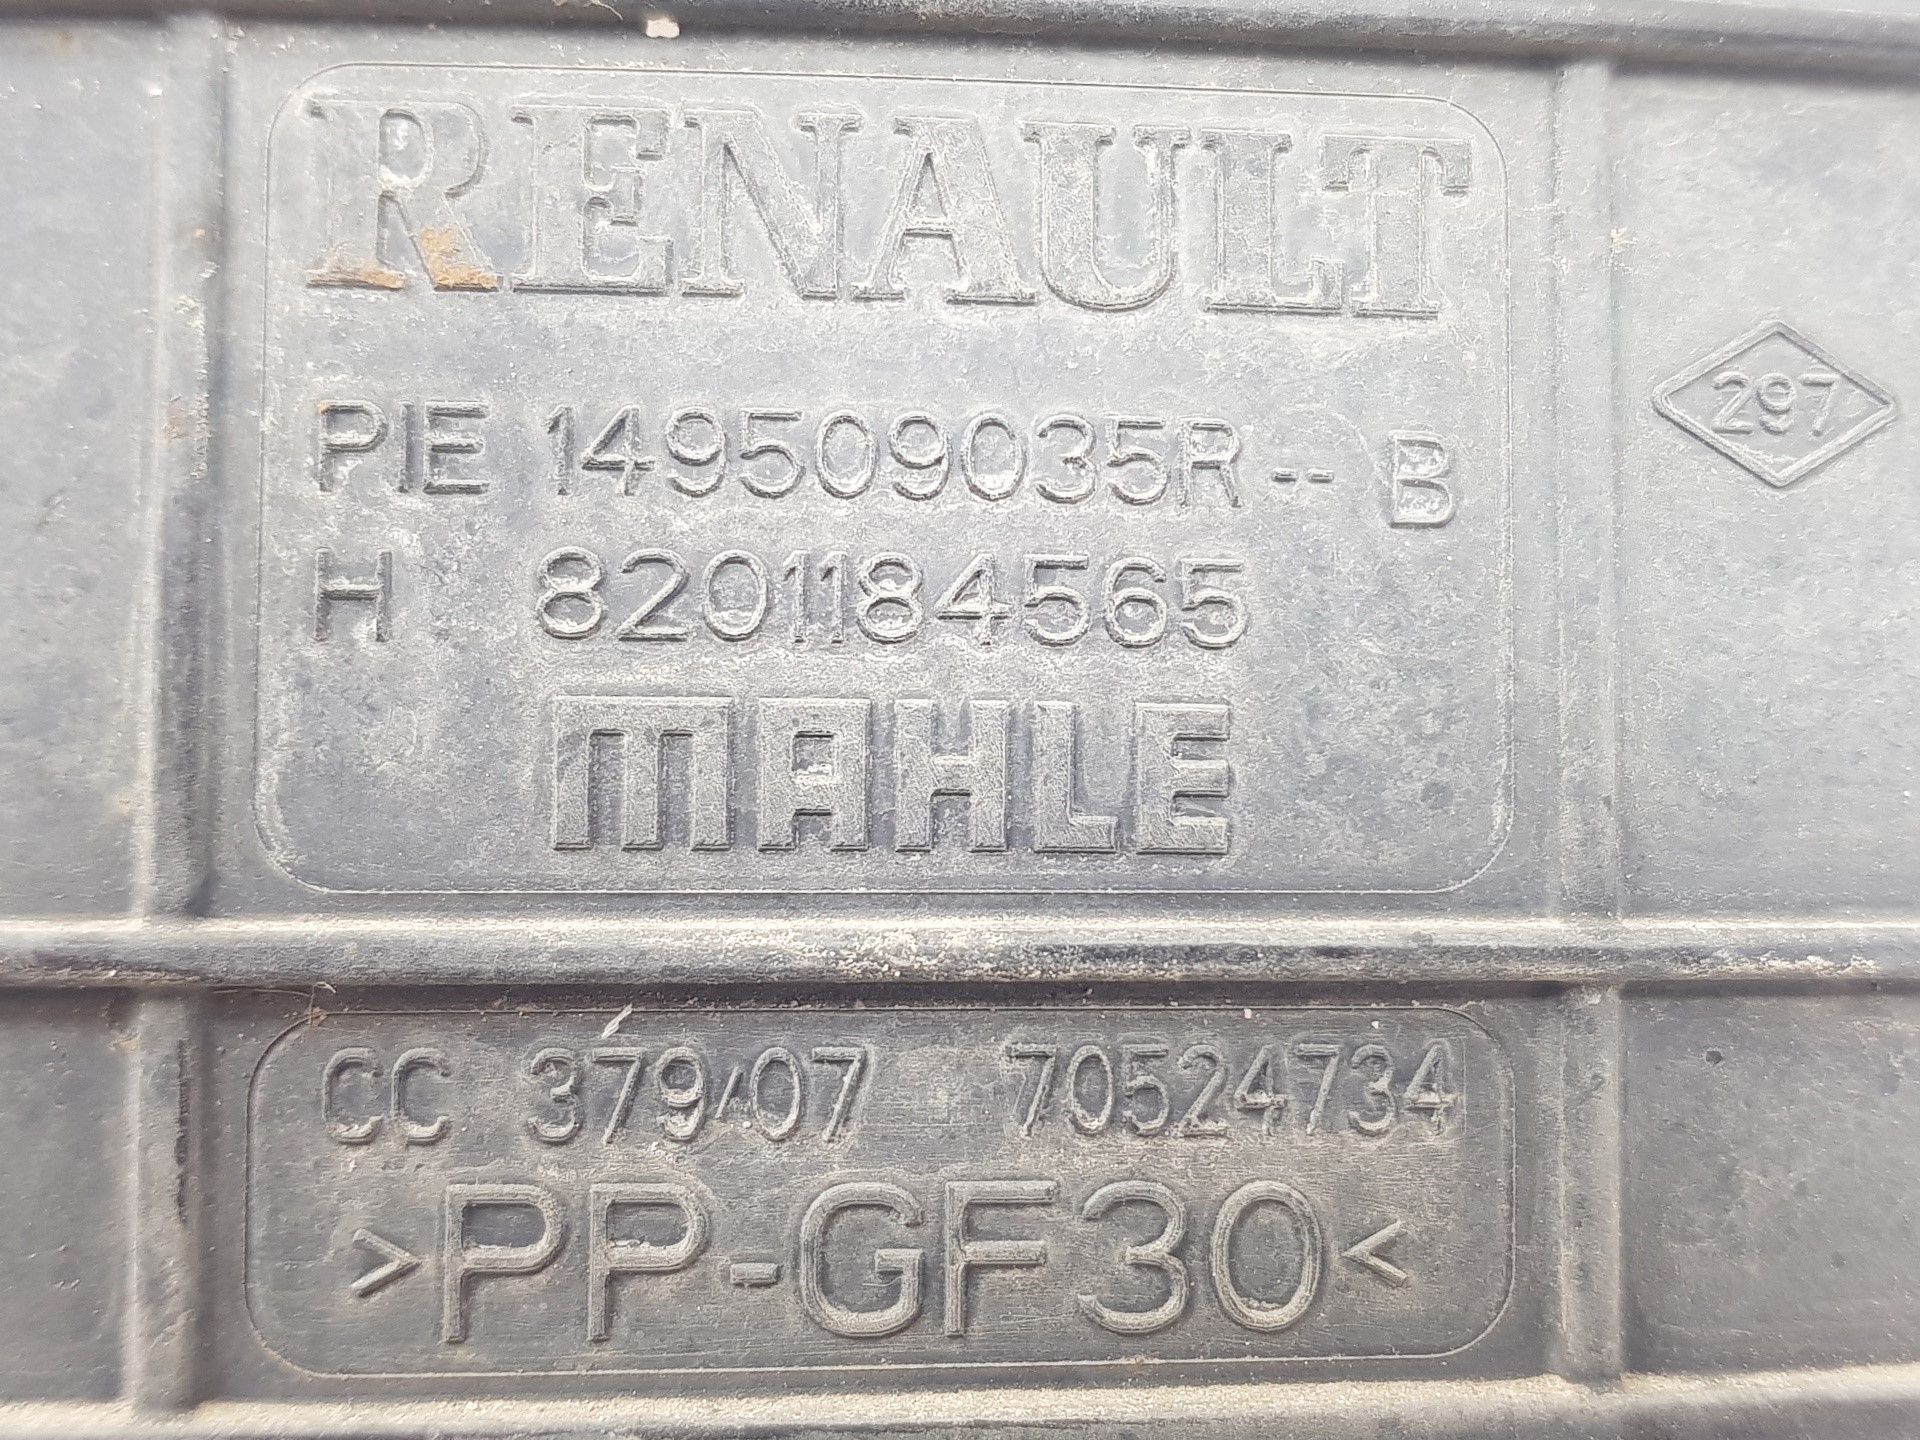 RENAULT
PIE 149509035R -- B
297
H 8201184565
MAHLE
CC 379/07 70524734
>PP-GF30<